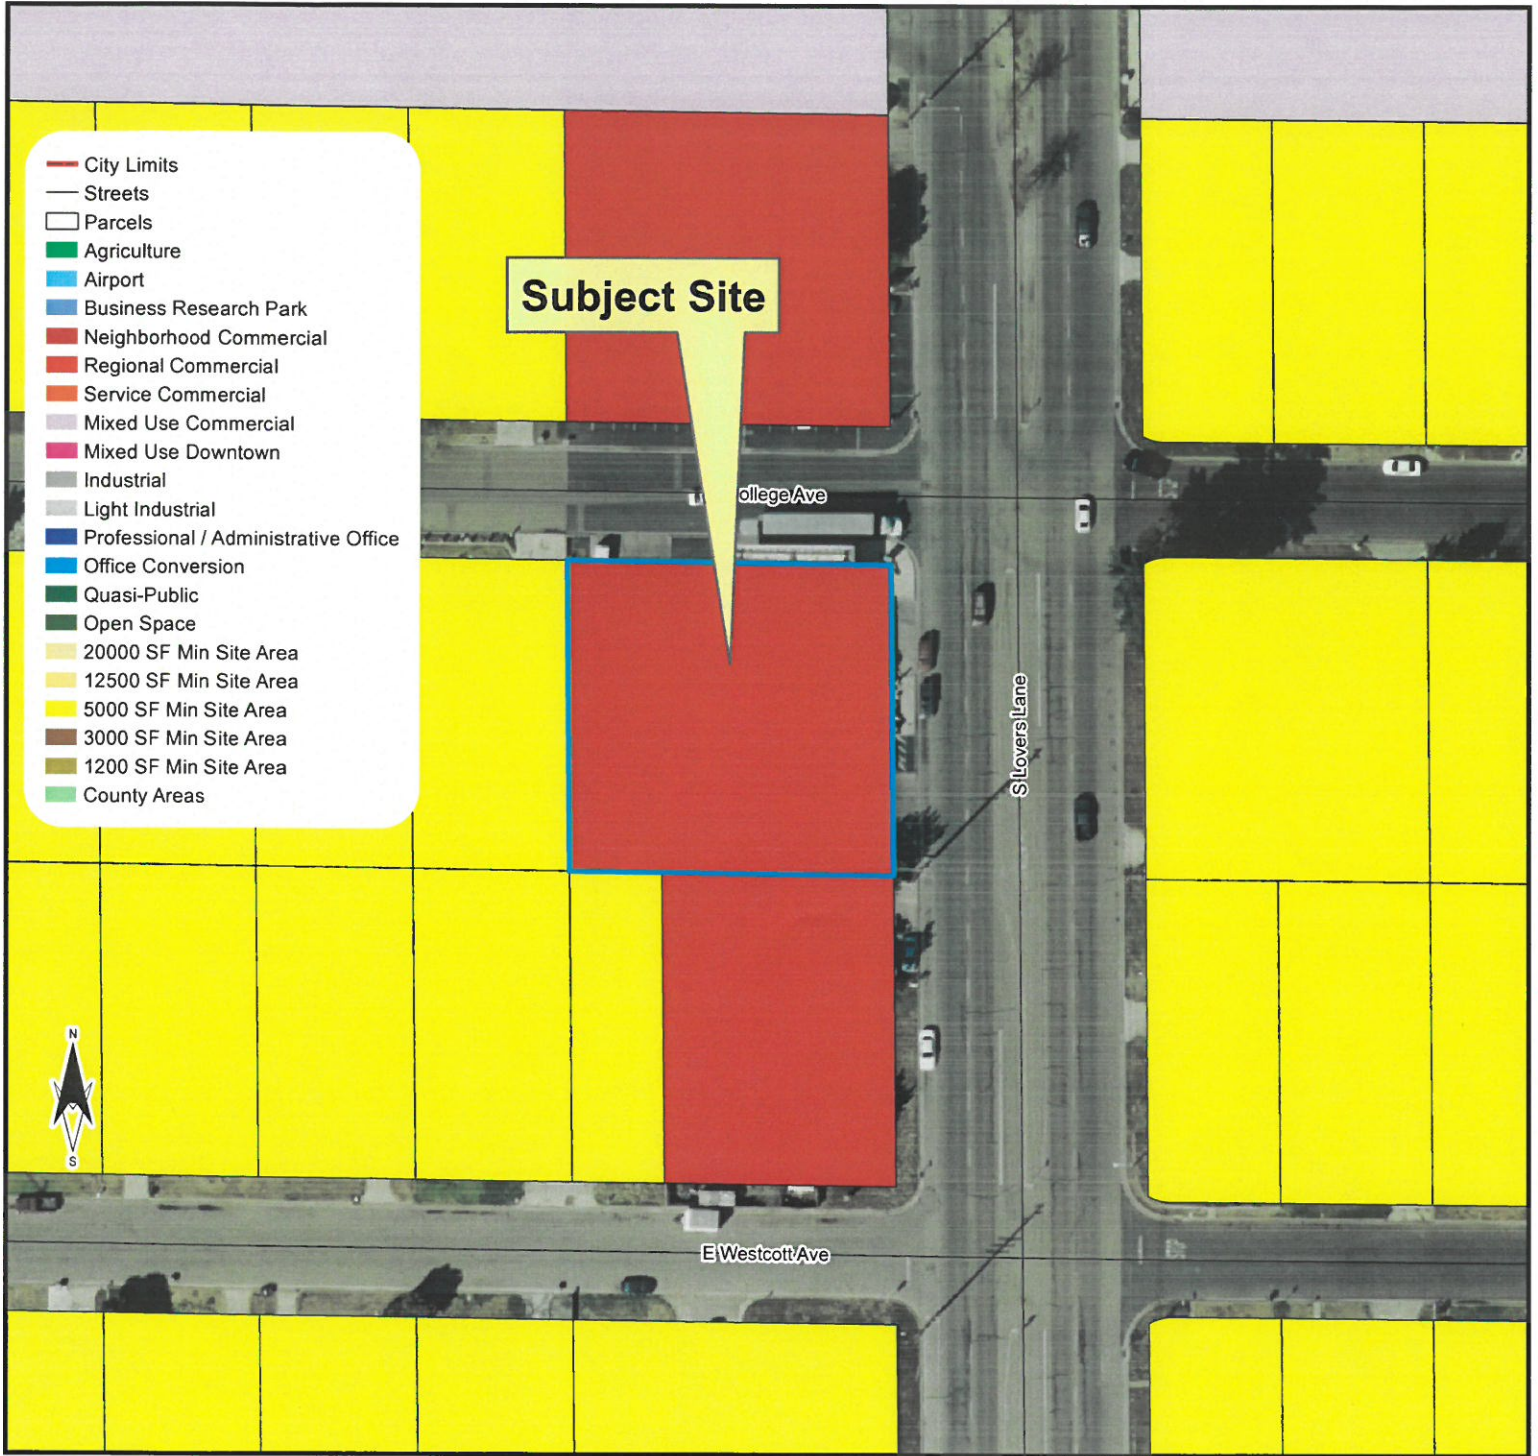 City Limits
Streets
Parcels
Agriculture
Airport
Business Research Park
Neighborhood Commercial
Regional Commercial
Service Commercial
Mixed Use Commercial
Mixed Use Downtown
Industrial
Light Industrial
Professional / Administrative Office
Office Conversion
Quasi-Public
Open Space
20000 SF Min Site Area
12500 SF Min Site Area
5000 SF Min Site Area
3000 SF Min Site Area
1200 SF Min Site Area
County Areas
Subject Site
ollege Ave
S Lovers Lane
N
S
E Westcott Ave